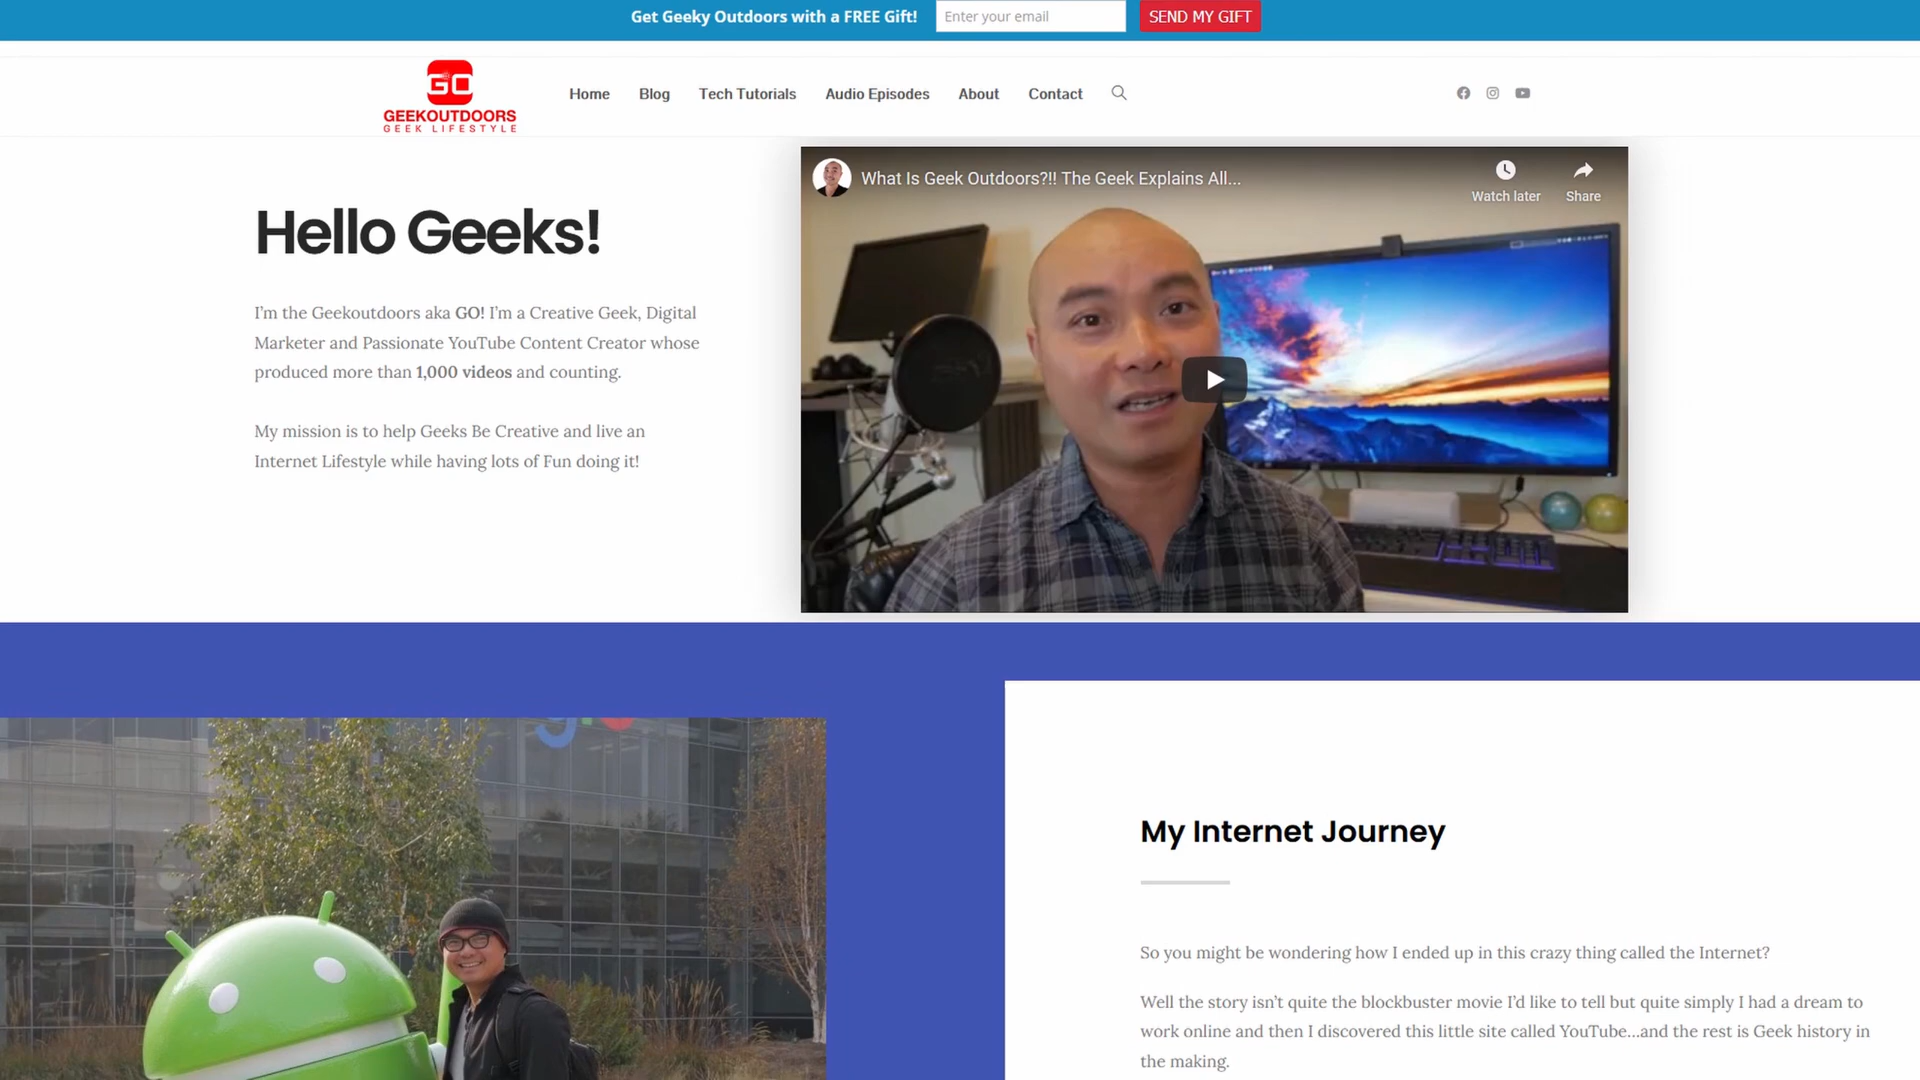 Get Geeky Outdoors with a FREE Gift!
Enter your email
SEND MY GIFT
GO
GEEKOUTDOORS
GEEK LIFESTYLE
Home
Blog
Tech Tutorials
Audio Episodes
About
Contact
What Is Geek Outdoors?!! The Geek Explains All...
Watch later
Share
Hello Geeks!
I'm the Geekoutdoors aka GO! I'm a Creative Geek, Digital
Marketer and Passionate YouTube Content Creator whose
produced more than 1,000 videos and counting.
My mission is to help Geeks Be Creative and live an
Internet Lifestyle while having lots of Fun doing it!
My Internet Journey
So you might be wondering how I ended up in this crazy thing called the Internet?
Well the story isn't quite the blockbuster movie I'd like to tell but quite simply I had a dream to
work online and then I discovered this little site called YouTube...and the rest is Geek history in
the making.